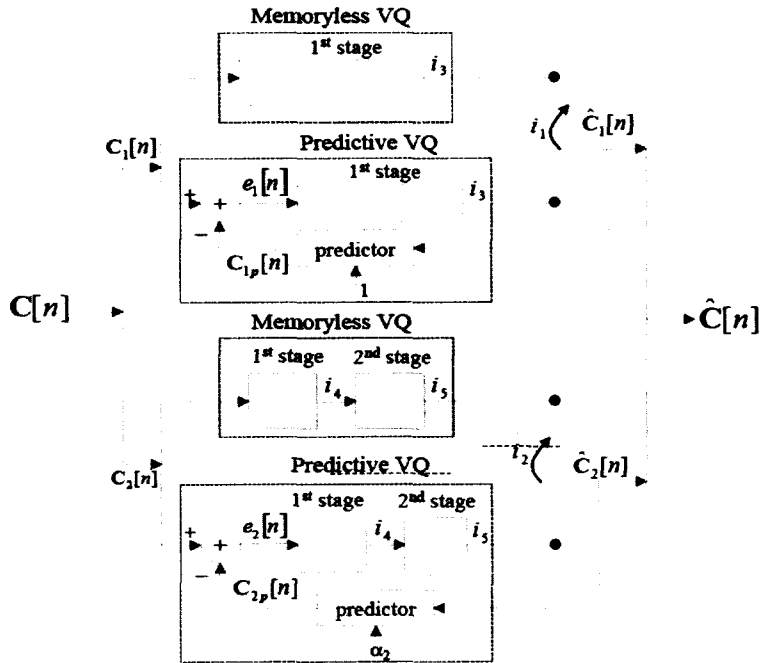 Memoryless VQ
1st stage
i3
C1[n]
i1
Ĉ1[n]
Predictive VQ
1st stage
+
e1[n]
i3
+
−
C1p[n]
predictor
1
C[n]
Ĉ[n]
Memoryless VQ
1st stage
2nd stage
i4
i5
C2[n]
i2
Ĉ2[n]
Predictive VQ
1st stage
2nd stage
+
e2[n]
i4
i5
+
−
C2p[n]
predictor
α2